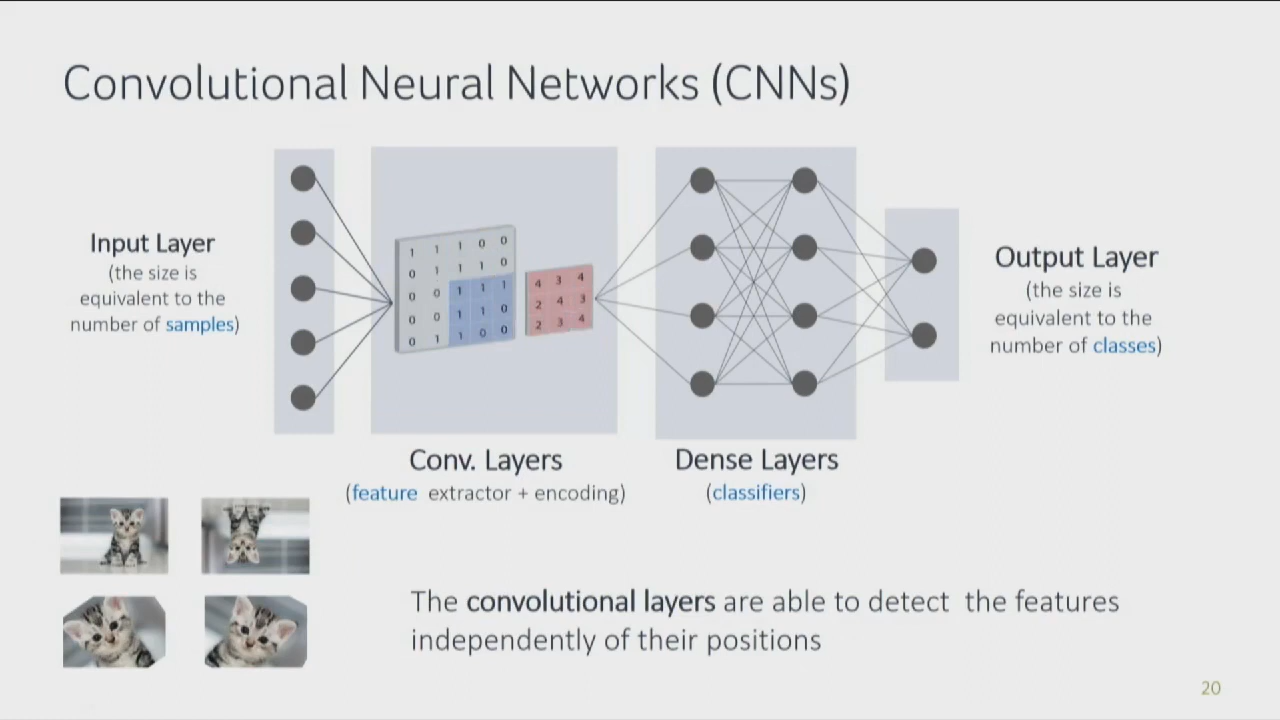 Convolutional Neural Networks (CNNs)
Input Layer
(the size is
equivalent to the
number of samples)
1 1 1 0 0
0 1 1 1 0
0 0 1 1 1
0 0 1 1 0
0 1 1 0 0
4 3 4
2 4 3
2 3 4
Output Layer
(the size is
equivalent to the
number of classes)
Conv. Layers
(feature extractor + encoding)
Dense Layers
(classifiers)
The convolutional layers are able to detect the features
independently of their positions
20